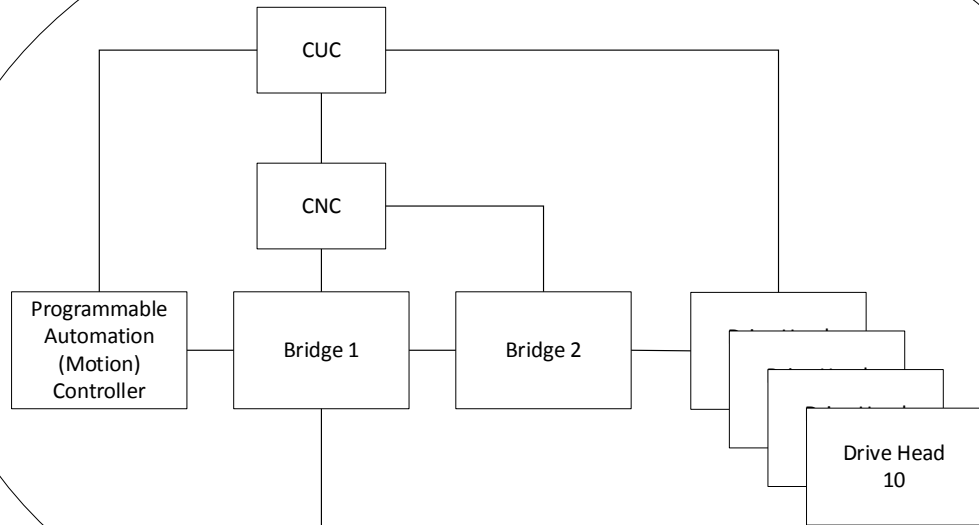 CUC
CNC
Programmable
Automation
(Motion)
Controller
Bridge 1
Bridge 2
Drive Head
10